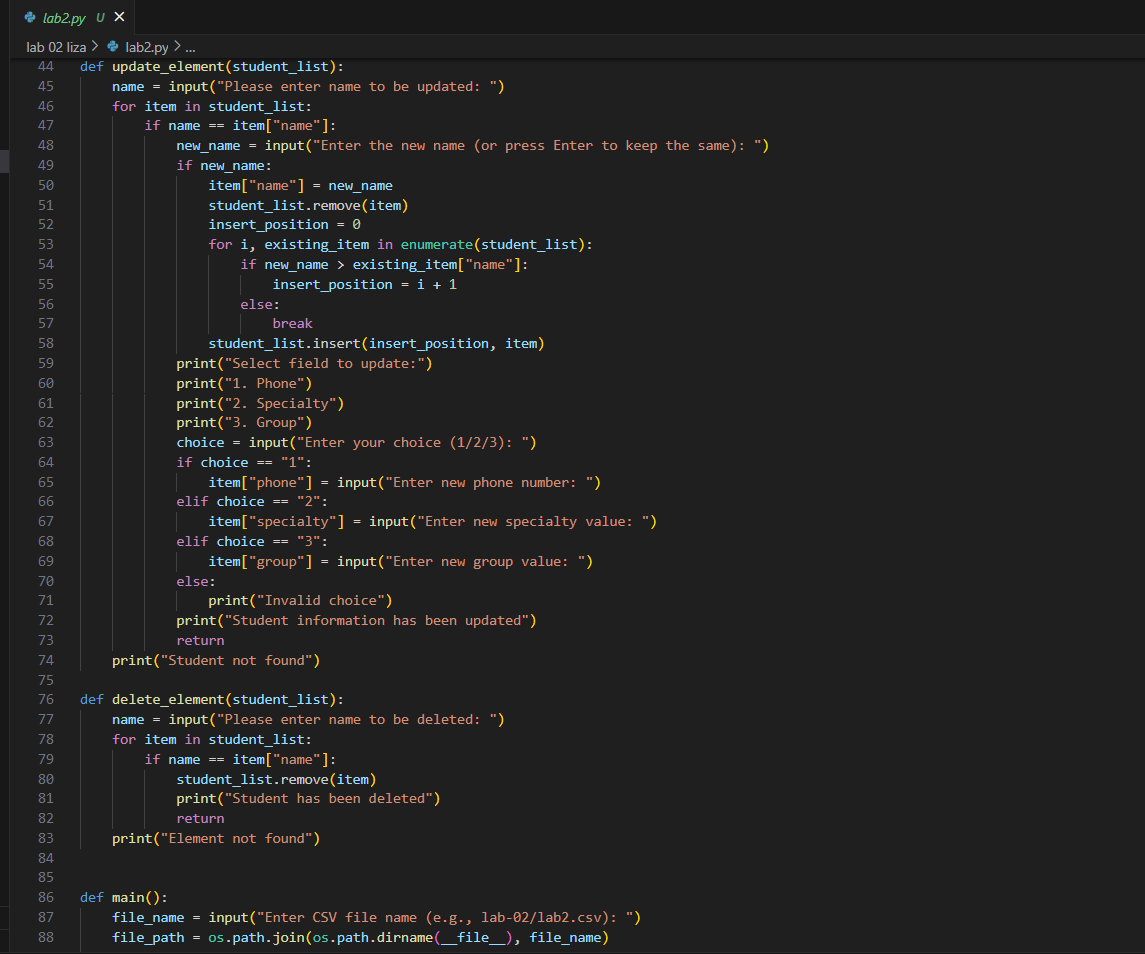 lab2.py U ×
lab 02 liza > lab2.py > ...
44 def update_element(student_list):
45     name = input("Please enter name to be updated: ")
46     for item in student_list:
47         if name == item["name"]:
48             new_name = input("Enter the new name (or press Enter to keep the same): ")
49             if new_name:
50                 item["name"] = new_name
51                 student_list.remove(item)
52                 insert_position = 0
53                 for i, existing_item in enumerate(student_list):
54                     if new_name > existing_item["name"]:
55                         insert_position = i + 1
56                     else:
57                         break
58                 student_list.insert(insert_position, item)
59             print("Select field to update:")
60             print("1. Phone")
61             print("2. Specialty")
62             print("3. Group")
63             choice = input("Enter your choice (1/2/3): ")
64             if choice == "1":
65                 item["phone"] = input("Enter new phone number: ")
66             elif choice == "2":
67                 item["specialty"] = input("Enter new specialty value: ")
68             elif choice == "3":
69                 item["group"] = input("Enter new group value: ")
70             else:
71                 print("Invalid choice")
72             print("Student information has been updated")
73             return
74     print("Student not found")
75
76 def delete_element(student_list):
77     name = input("Please enter name to be deleted: ")
78     for item in student_list:
79         if name == item["name"]:
80             student_list.remove(item)
81             print("Student has been deleted")
82             return
83     print("Element not found")
84
85
86 def main():
87     file_name = input("Enter CSV file name (e.g., lab-02/lab2.csv): ")
88     file_path = os.path.join(os.path.dirname(__file__), file_name)